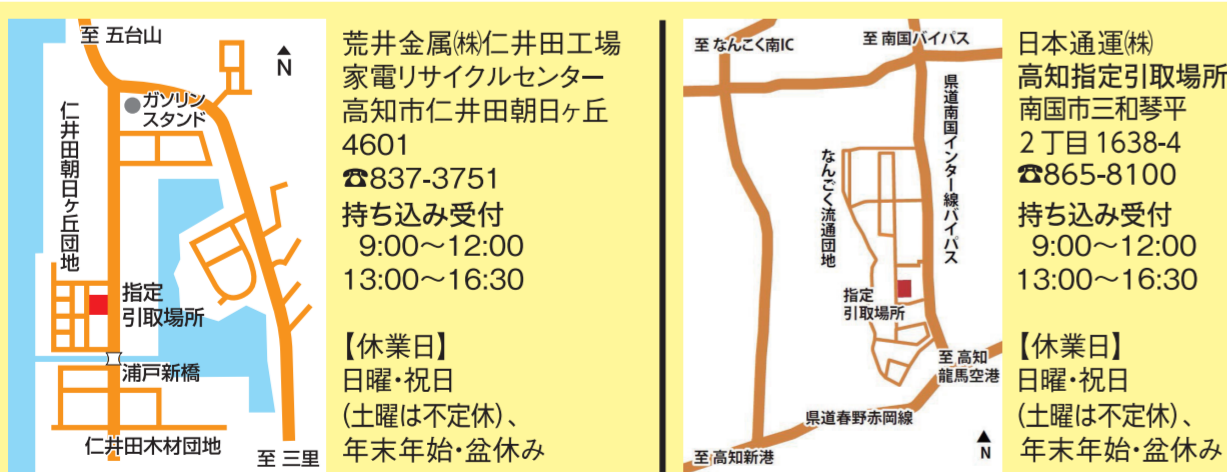 至 五台山
N
ガソリン
スタンド
仁井田朝日ヶ丘団地
指定
引取場所
浦戸新橋
仁井田木材団地
至 三里
荒井金属㈱仁井田工場
家電リサイクルセンター
高知市仁井田朝日ヶ丘
4601
☎837-3751
持ち込み受付
9:00～12:00
13:00～16:30
【休業日】
日曜・祝日
(土曜は不定休)、
年末年始・盆休み
至 なんこく南IC
至 南国バイパス
県道南国インター線バイパス
なんごく流通団地
指定
引取場所
至 高知
龍馬空港
県道春野赤岡線
至 高知新港
N
日本通運㈱
高知指定引取場所
南国市三和琴平
２丁目 1638-4
☎865-8100
持ち込み受付
9:00～12:00
13:00～16:30
【休業日】
日曜・祝日
(土曜は不定休)、
年末年始・盆休み